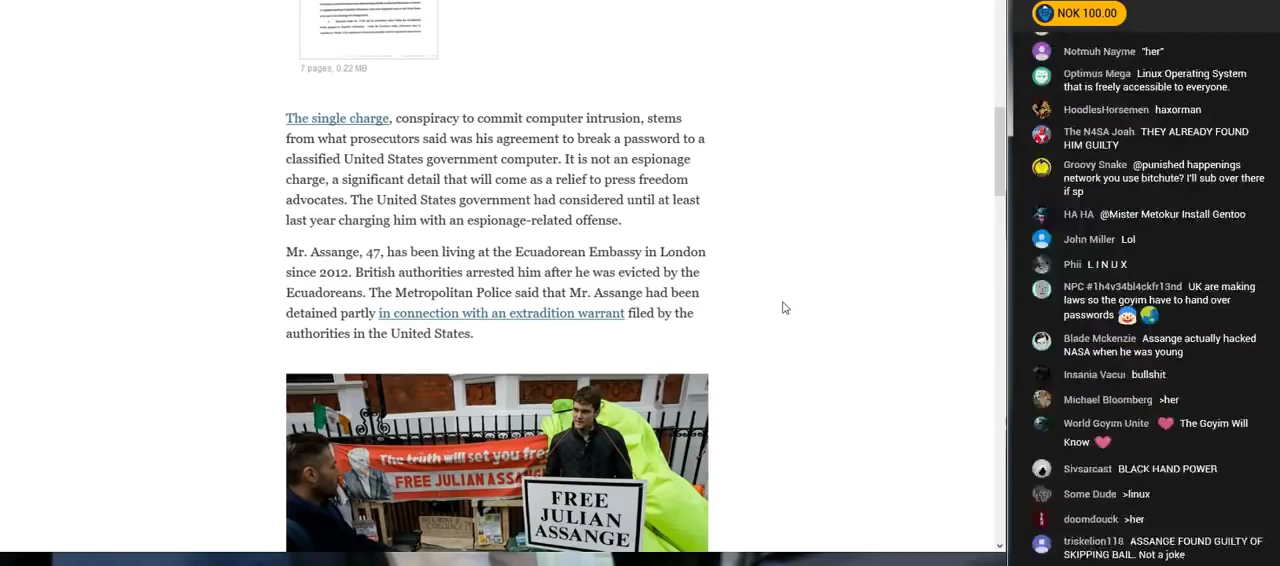 7 pages, 0.22 MB
The single charge, conspiracy to commit computer intrusion, stems
from what prosecutors said was his agreement to break a password to a
classified United States government computer. It is not an espionage
charge, a significant detail that will come as a relief to press freedom
advocates. The United States government had considered until at least
last year charging him with an espionage-related offense.
Mr. Assange, 47, has been living at the Ecuadorean Embassy in London
since 2012. British authorities arrested him after he was evicted by the
Ecuadoreans. The Metropolitan Police said that Mr. Assange had been
detained partly in connection with an extradition warrant filed by the
authorities in the United States.
The truth will set you fre
FREE JULIAN ASSANG
FREE
JULIAN
ASSANGE
NOK 100.00
Notmuh Nayme "her"
Optimus Mega Linux Operating System
that is freely accessible to everyone.
HoodlesHorsemen haxorman
The N4SA Joah THEY ALREADY FOUND
HIM GUILTY
Groovy Snake @punished happenings
network you use bitchute? I'll sub over there
if sp
HA HA @Mister Metokur Install Gentoo
John Miller Lol
Phii L I N U X
NPC #1h4v34bl4ckfr13nd UK are making
laws so the goyim have to hand over
passwords
Blade Mckenzie Assange actually hacked
NASA when he was young
Insania Vacui bullshit
Michael Bloomberg >her
World Goyim Unite The Goyim Will
Know
Sivsarcast BLACK HAND POWER
Some Dude >linux
doomdouck >her
triskelion118 ASSANGE FOUND GUILTY OF
SKIPPING BAIL. Not a joke